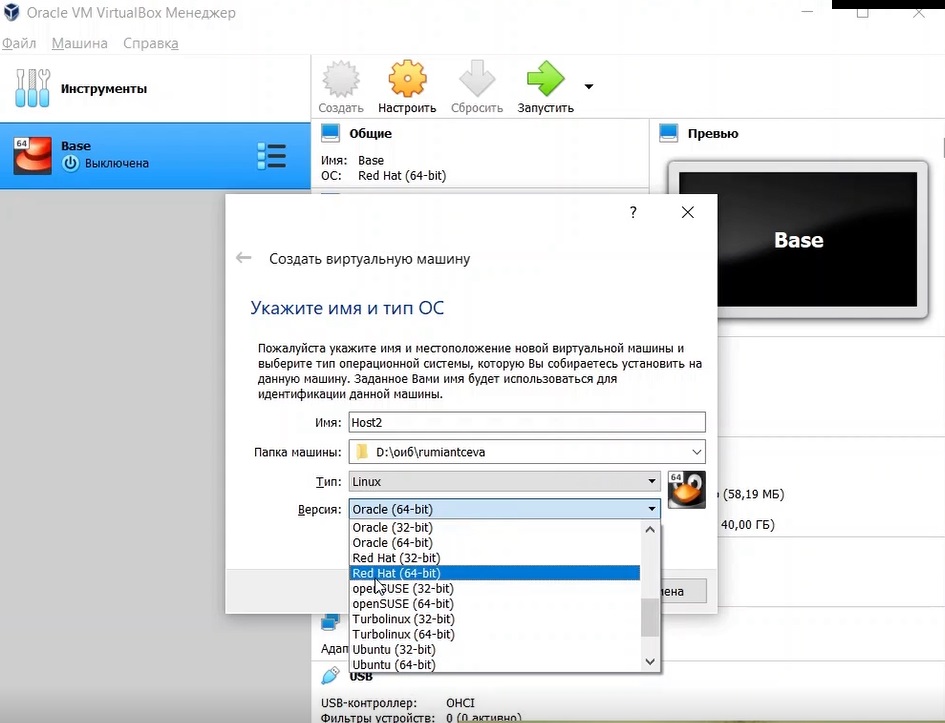 Oracle VM VirtualBox Менеджер
Файл Машина Справка
Инструменты
Создать Настроить Сбросить Запустить
64
Base
Выключена
Общие
Имя: Base
ОС: Red Hat (64-bit)
Превью
Base
?
Создать виртуальную машину
Укажите имя и тип ОС
Пожалуйста укажите имя и местоположение новой виртуальной машины и
выберите тип операционной системы, которую Вы собираетесь установить на
данную машину. Заданное Вами имя будет использоваться для
идентификации данной машины.
Имя: Host2
Папка машины: D:\оиб\rumiantceva
Тип: Linux
64
Версия: Oracle (64-bit)
Oracle (32-bit)
Oracle (64-bit)
Red Hat (32-bit)
Red Hat (64-bit)
openSUSE (32-bit)
openSUSE (64-bit)
Turbolinux (32-bit)
Turbolinux (64-bit)
Ubuntu (32-bit)
Ubuntu (64-bit)
(58,19 МБ)
40,00 ГБ)
мена
Адап
USB
USB-контроллер: OHCI
Фильтры устройств: 0 (0 активно)